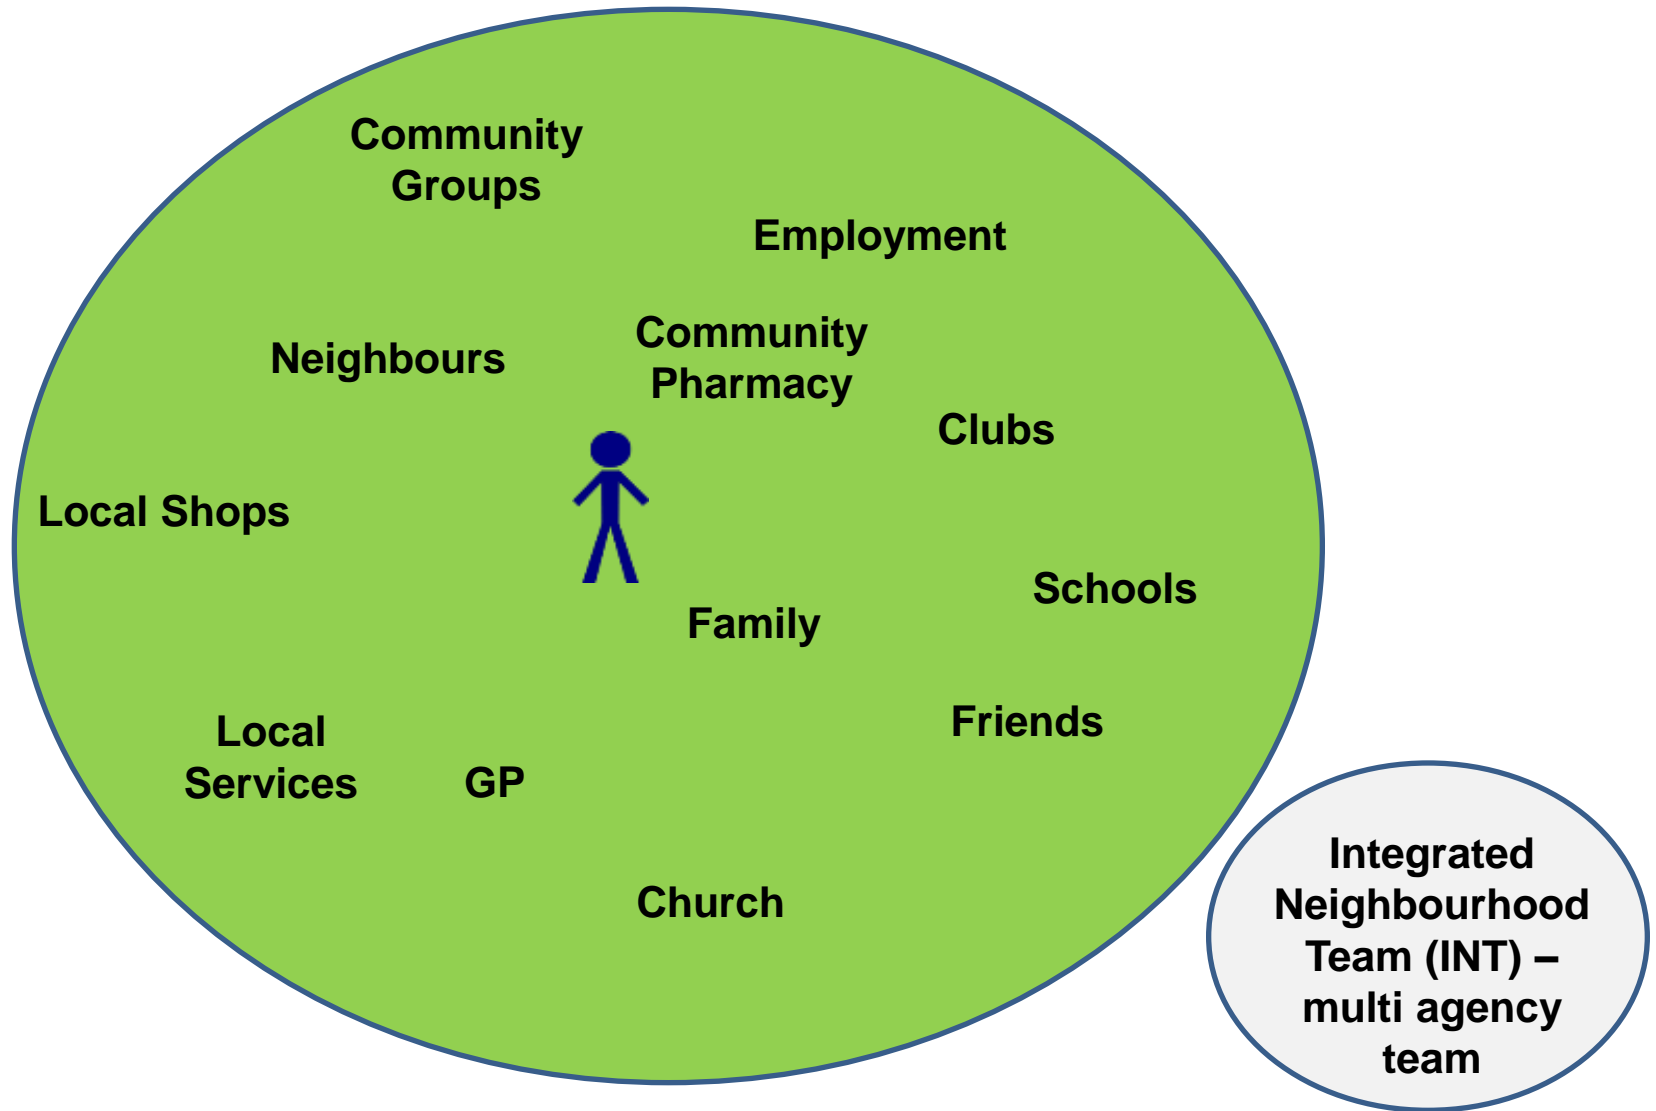 Community
Groups
Employment
Community
Pharmacy
Neighbours
Clubs
Local Shops
Schools
Family
Friends
Local
Services
GP
Church
Integrated
Neighbourhood
Team (INT) –
multi agency
team